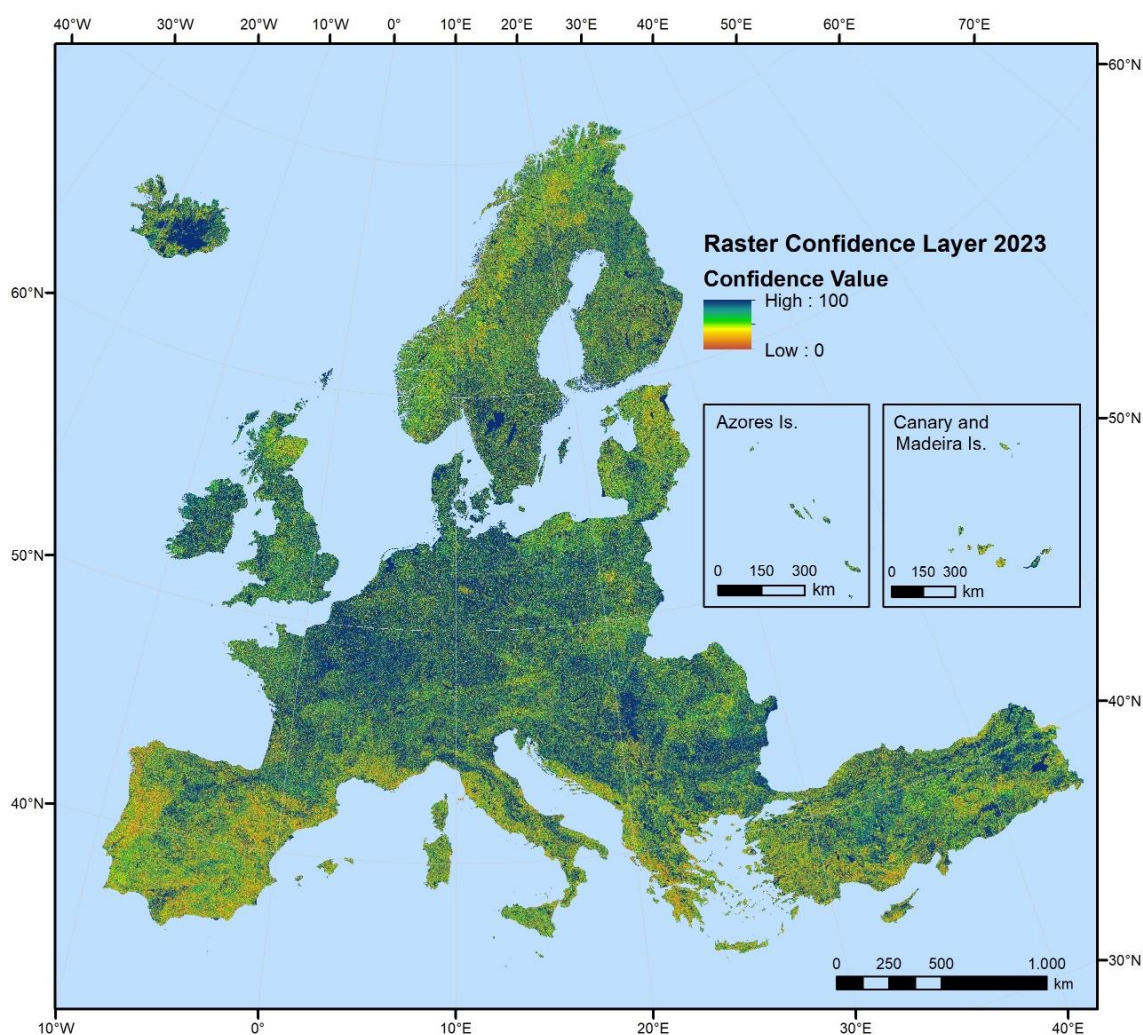 40°W 30°W 20°W 10°W 0° 10°E 20°E 30°E 40°E 50°E 60°E 70°E
60°N
Raster Confidence Layer 2023
Confidence Value
High : 100
Low : 0
60°N
50°N
Azores Is.
0 150 300
km
Canary and
Madeira Is.
0 150 300
km
50°N
40°N
40°N
0 250 500 1.000
km
30°N
10°W 0° 10°E 20°E 30°E 40°E